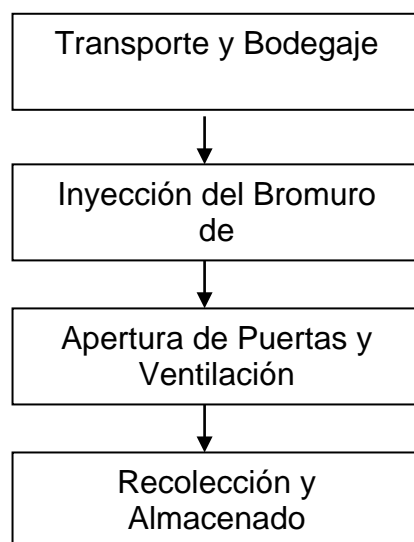 Transporte y Bodegaje
Inyección del Bromuro
de
Apertura de Puertas y
Ventilación
Recolección y
Almacenado